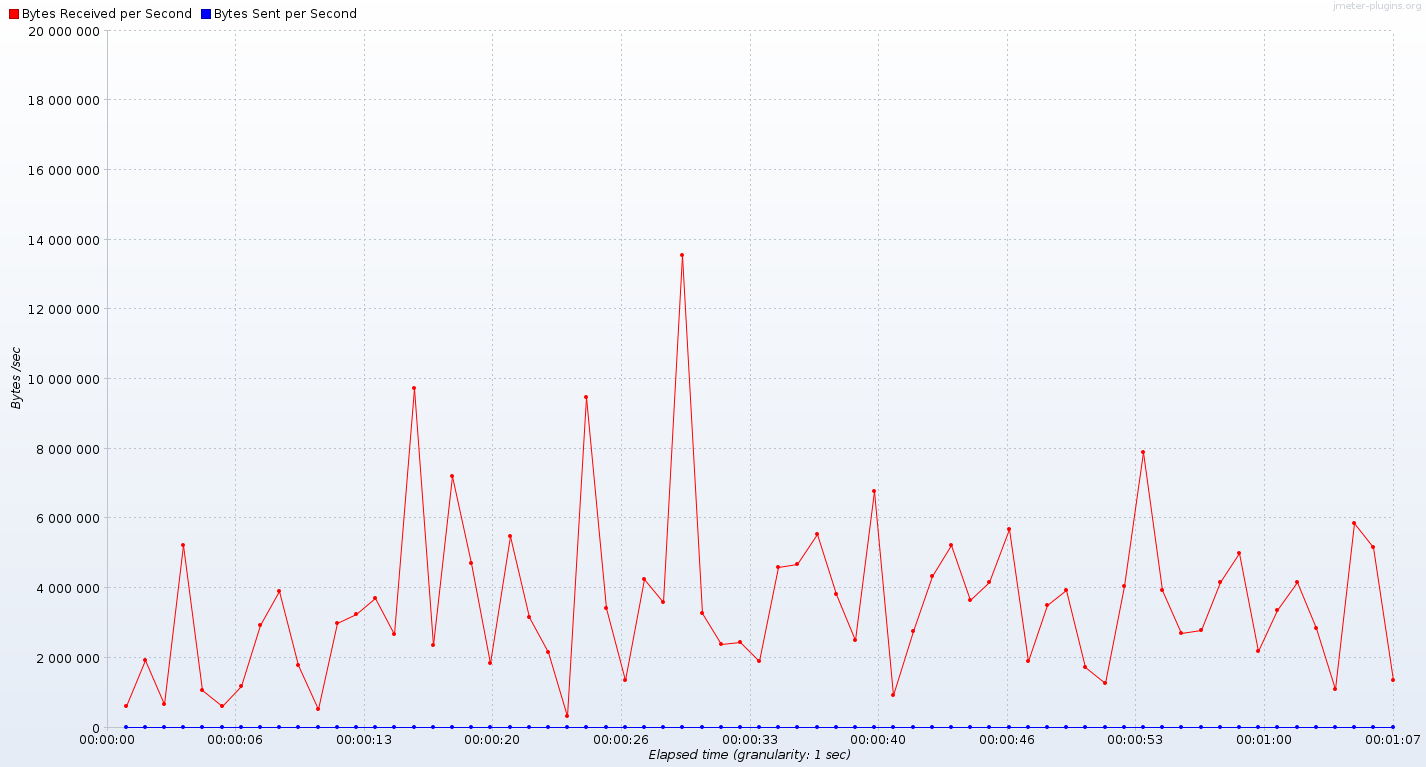 Bytes Received per Second Bytes Sent per Second
jmeter-plugins.org
20 000 000
18 000 000
16 000 000
14 000 000
12 000 000
10 000 000
8 000 000
6 000 000
4 000 000
2 000 000
0
Bytes /sec
00:00:00 00:00:06 00:00:13 00:00:20 00:00:26 00:00:33 00:00:40 00:00:46 00:00:53 00:01:00 00:01:07
Elapsed time (granularity: 1 sec)